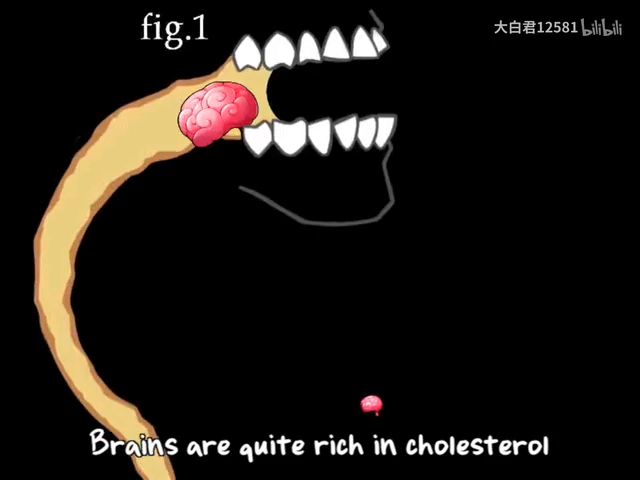 fig.1
大白君12581 bilibili
Brains are quite rich in cholesterol